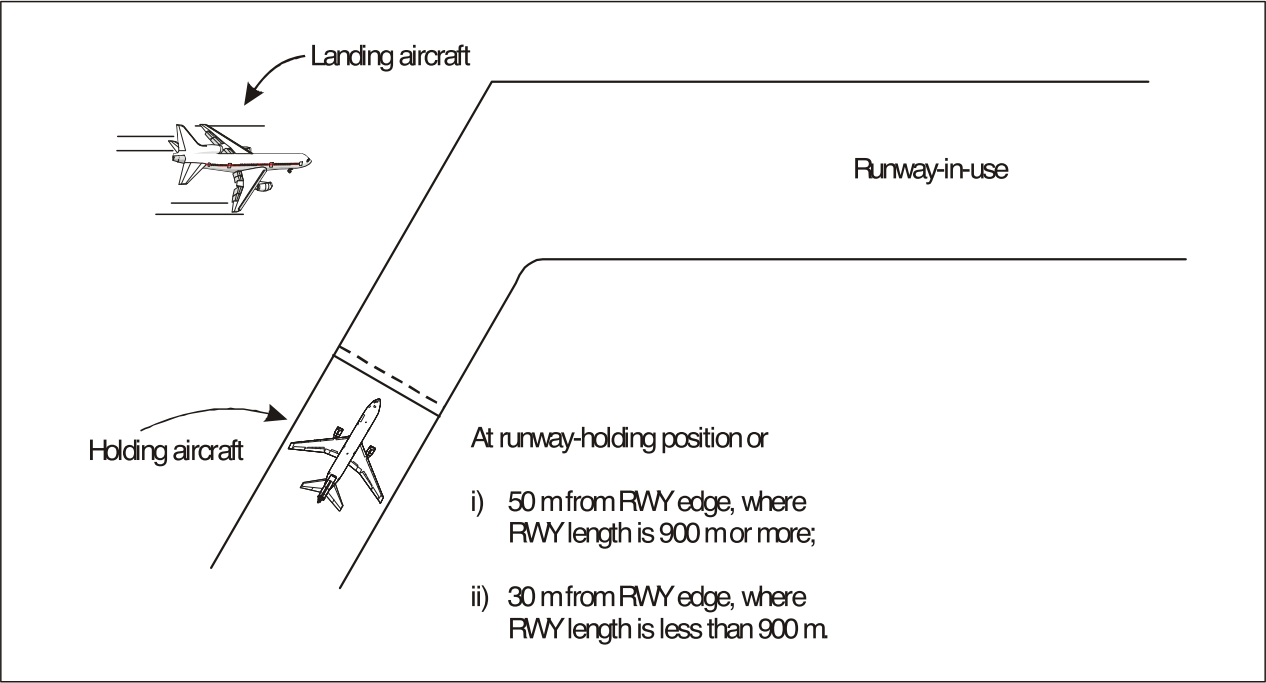 Landing aircraft
Runway-in-use
Holding aircraft
At runway-holding position or
i) 50 m from RWY edge, where
RWY length is 900 m or more;
ii) 30 m from RWY edge, where
RWY length is less than 900 m.